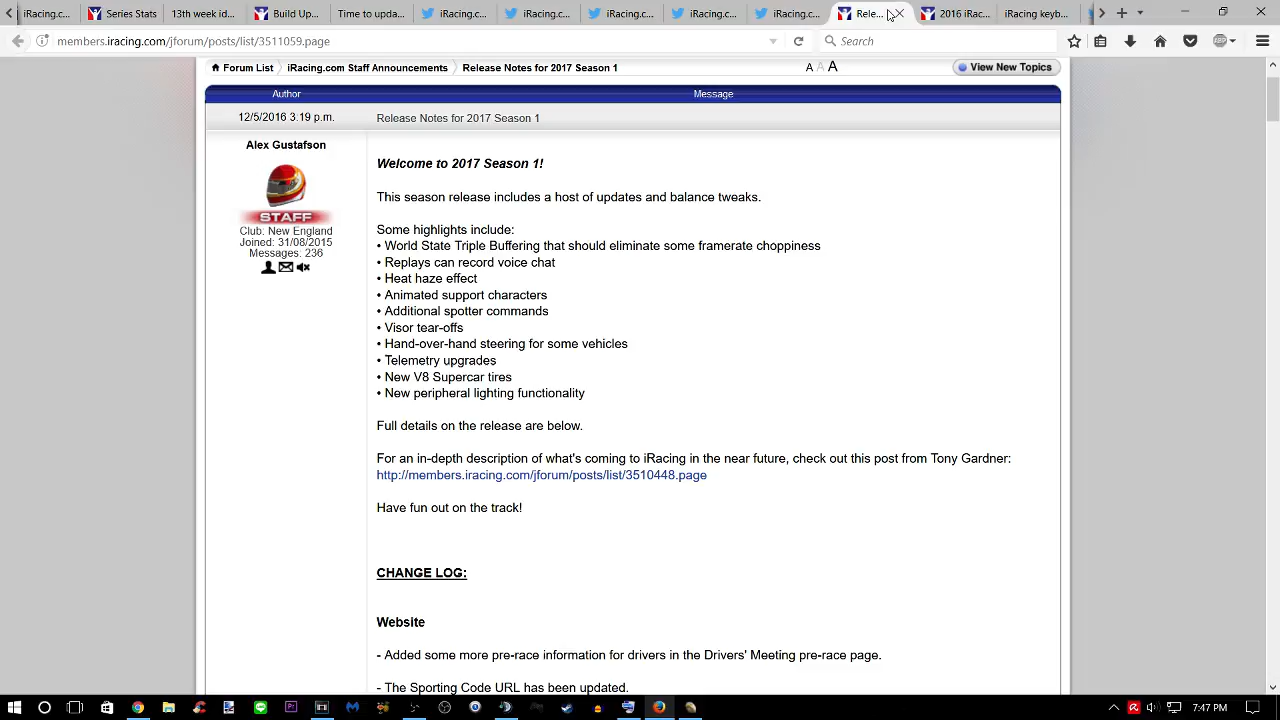 iRacing.c...
Series Stats
13th week id...
Build Up...
Time to upda...
iRacing.c...
iRacing.c...
iRacing.c...
iRacing.c...
iRacing.c...
Rele...
2016 iRac...
iRacing keyb...
members.iracing.com/jforum/posts/list/3511059.page
Search
ABP
Forum List
iRacing.com Staff Announcements
Release Notes for 2017 Season 1
A A A
View New Topics
Author
Message
12/5/2016 3:19 p.m.
Release Notes for 2017 Season 1
Alex Gustafson
STAFF
Club: New England
Joined: 31/08/2015
Messages. 236
Welcome to 2017 Season 1!
This season release includes a host of updates and balance tweaks.
Some highlights include:
• World State Triple Buffering that should eliminate some framerate choppiness
• Replays can record voice chat
• Heat haze effect
• Animated support characters
• Additional spotter commands
• Visor tear-offs
• Hand-over-hand steering for some vehicles
• Telemetry upgrades
• New V8 Supercar tires
• New peripheral lighting functionality
Full details on the release are below.
For an in-depth description of what's coming to iRacing in the near future, check out this post from Tony Gardner:
http://members.iracing.com/jforum/posts/list/3510448.page
Have fun out on the track!
CHANGE LOG:
Website
- Added some more pre-race information for drivers in the Drivers' Meeting pre-race page.
- The Sporting Code URL has been updated.
7:47 PM